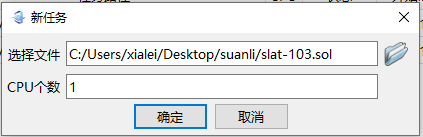 新任务
选择文件 C:/Users/xialei/Desktop/suanli/slat-103.sol
CPU个数 1
确定 取消